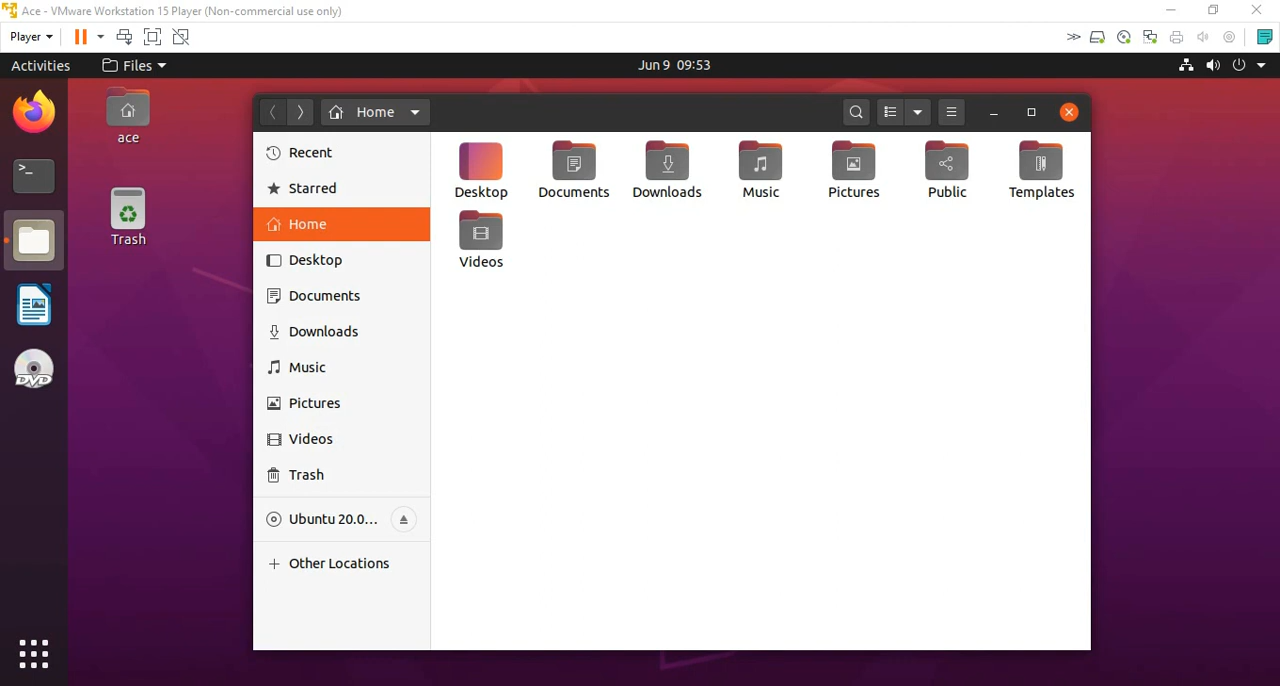 Ace - VMware Workstation 15 Player (Non-commercial use only)
Player
Activities
Files
Jun 9 09:53
ace
Trash
Home
Recent
Starred
Home
Desktop
Documents
Downloads
Music
Pictures
Videos
Trash
Ubuntu 20.0...
Other Locations
Desktop
Documents
Downloads
Music
Pictures
Public
Templates
Videos
DVD